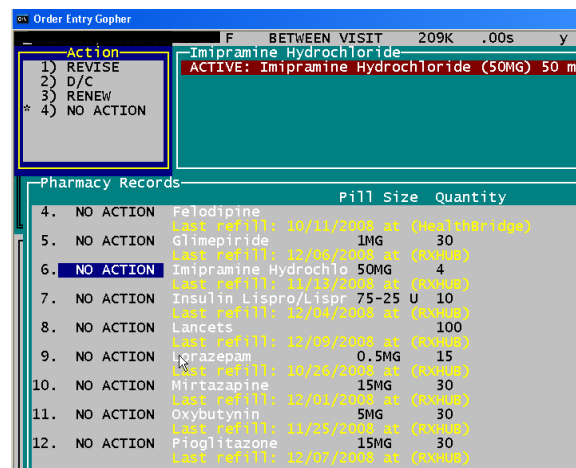 Order Entry Gopher
F BETWEEN VISIT 209K .00s y
Action
1) REVISE
2) D/C
3) RENEW
* 4) NO ACTION
Imipramine Hydrochloride
ACTIVE: Imipramine Hydrochloride (50MG) 50 m
Pharmacy Records
Pill Size Quantity
4. NO ACTION Felodipine
Last refill: 10/11/2008 at (HealthBridge)
5. NO ACTION Glimepiride 1MG 30
Last refill: 12/06/2008 at (RXHUB)
6. NO ACTION Imipramine Hydrochlo 50MG 4
Last refill: 11/13/2008 at (RXHUB)
7. NO ACTION Insulin Lispro/Lispr 75-25 U 10
Last refill: 12/04/2008 at (RXHUB)
8. NO ACTION Lancets 100
Last refill: 12/09/2008 at (RXHUB)
9. NO ACTION Lorazepam 0.5MG 15
Last refill: 10/26/2008 at (RXHUB)
10. NO ACTION Mirtazapine 15MG 30
Last refill: 12/01/2008 at (RXHUB)
11. NO ACTION Oxybutynin 5MG 30
Last refill: 11/25/2008 at (RXHUB)
12. NO ACTION Pioglitazone 15MG 30
Last refill: 12/07/2008 at (RXHUB)